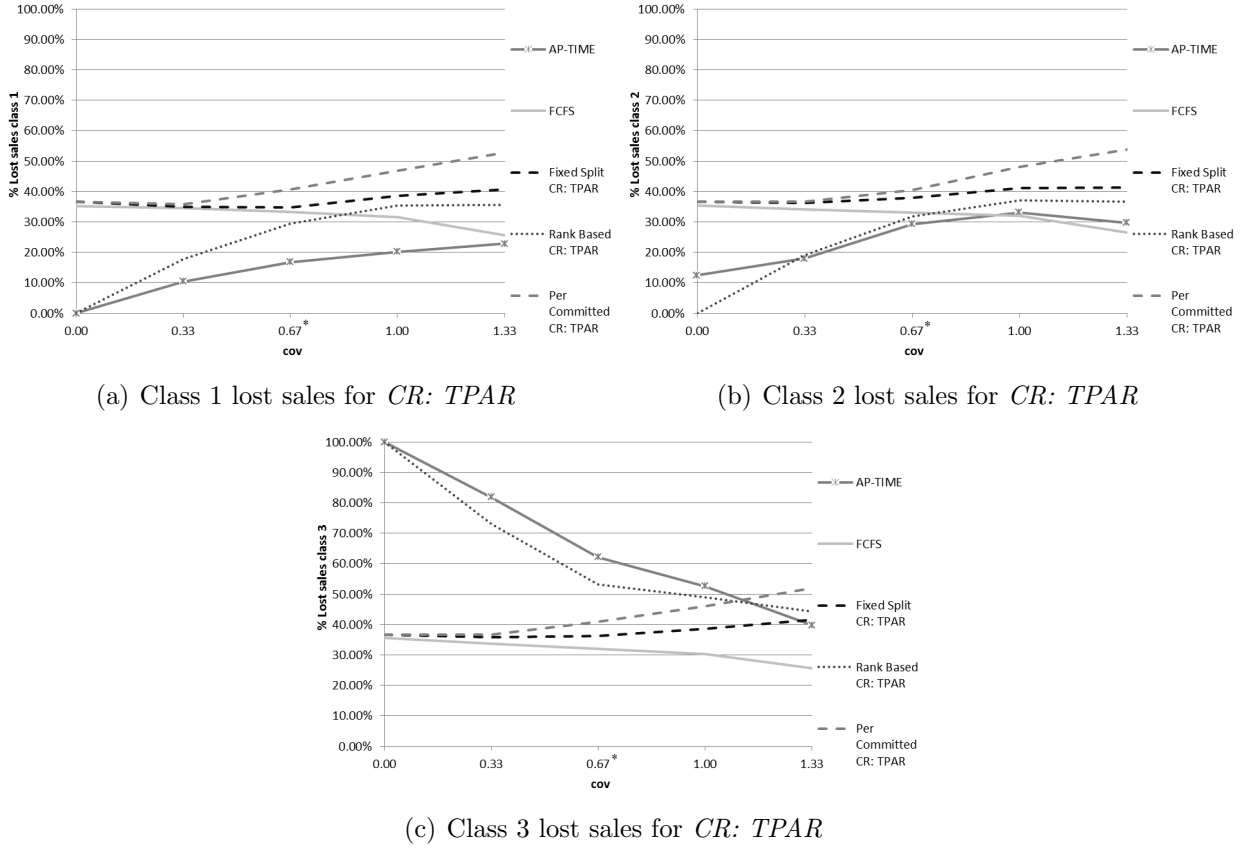 100.00%
90.00%
80.00%
70.00%
60.00%
50.00%
40.00%
30.00%
20.00%
10.00%
0.00%
% Lost sales class 1
0.00
0.33
0.67*
1.00
1.33
cov
AP-TIME
FCFS
Fixed Split
CR: TPAR
Rank Based
CR: TPAR
Per
Committed
CR: TPAR
(a) Class 1 lost sales for CR: TPAR
100.00%
90.00%
80.00%
70.00%
60.00%
50.00%
40.00%
30.00%
20.00%
10.00%
0.00%
% Lost sales class 2
0.00
0.33
0.67*
1.00
1.33
cov
AP-TIME
FCFS
Fixed Split
CR: TPAR
Rank Based
CR: TPAR
Per
Committed
CR: TPAR
(b) Class 2 lost sales for CR: TPAR
100.00%
90.00%
80.00%
70.00%
60.00%
50.00%
40.00%
30.00%
20.00%
10.00%
0.00%
% Lost sales class 3
0.00
0.33
0.67*
1.00
1.33
cov
AP-TIME
FCFS
Fixed Split
CR: TPAR
Rank Based
CR: TPAR
Per
Committed
CR: TPAR
(c) Class 3 lost sales for CR: TPAR